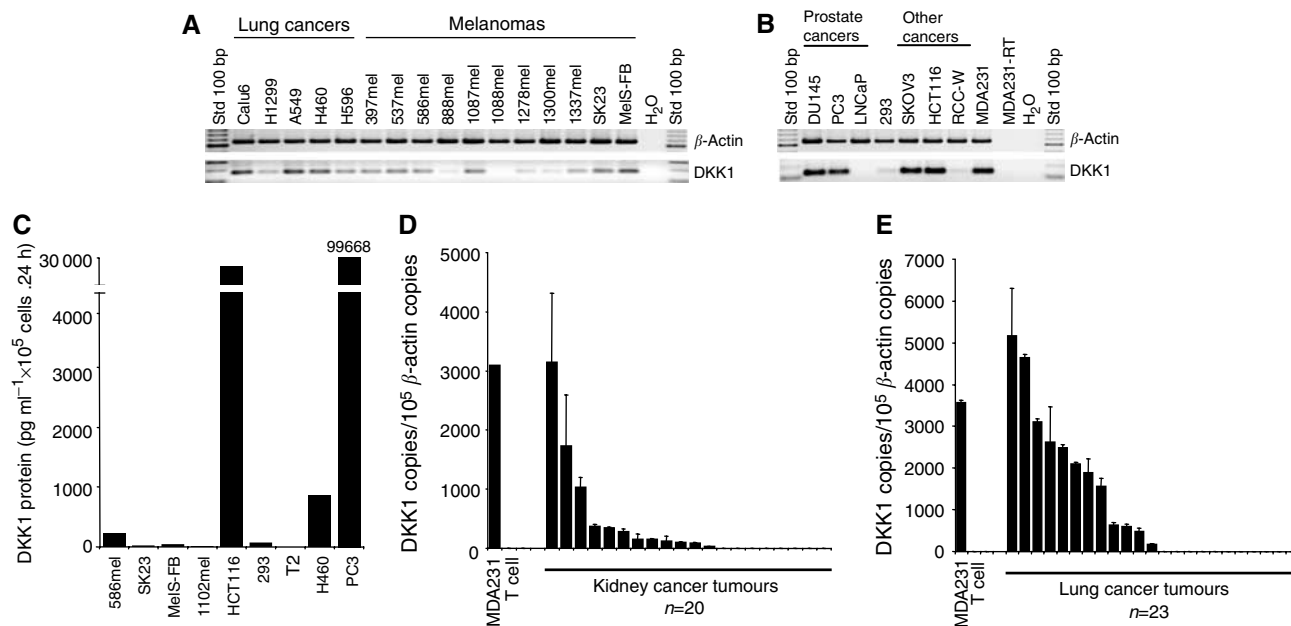 A
Lung cancers
Melanomas
Std 100 bp
Calu6
H1299
A549
H460
H596
397mel
537mel
586mel
888mel
1087mel
1088mel
1278mel
1300mel
1337mel
SK23
MelS-FB
H2O
Std 100 bp
β-Actin
DKK1
B
Prostate
cancers
Other
cancers
Std 100 bp
DU145
PC3
LNCaP
293
SKOV3
HCT116
RCC-W
MDA231
MDA231-RT
H2O
Std 100 bp
β-Actin
DKK1
C
DKK1 protein (pg ml−1×10⁵ cells .24 h)
30 000
4000
3000
2000
1000
0
99668
586mel
SK23
MelS-FB
1102mel
HCT116
293
T2
H460
PC3
D
DKK1 copies/10⁵ β-actin copies
5000
4000
3000
2000
1000
0
MDA231
T cell
Kidney cancer tumours
n=20
E
DKK1 copies/10⁵ β-actin copies
7000
6000
5000
4000
3000
2000
1000
0
MDA231
T cell
Lung cancer tumours
n=23